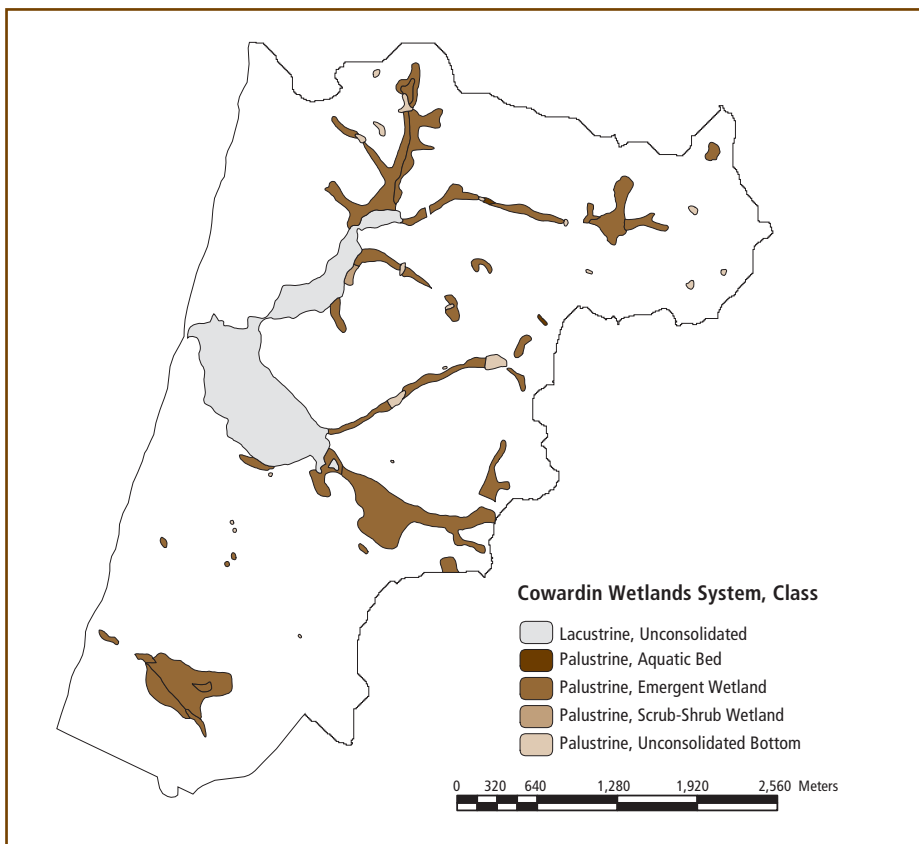 Cowardin Wetlands System, Class
Lacustrine, Unconsolidated
Palustrine, Aquatic Bed
Palustrine, Emergent Wetland
Palustrine, Scrub-Shrub Wetland
Palustrine, Unconsolidated Bottom
0 320 640 1,280 1,920 2,560 Meters